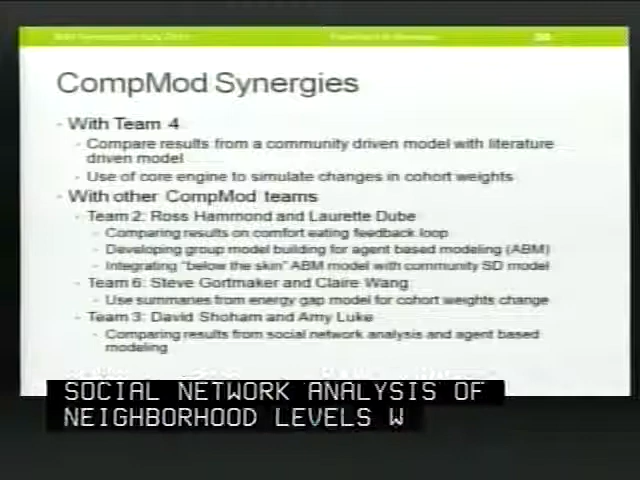 CompMod Synergies
- With Team 4
- Compare results from a community driven model with literature
driven model
- Use of core engine to simulate changes in cohort weights
- With other CompMod teams
- Team 2: Ross Hammond and Laurette Dube
- Comparing results on comfort eating feedback loop
- Developing group model building for agent based modeling (ABM)
- Integrating "below the skin" ABM model with community SD model
- Team 6: Steve Gortmaker and Claire Wang
- Use summaries from energy gap model for cohort weights change
- Team 3: David Shoham and Amy Luke
- Comparing results from social network analysis and agent based
modeling
SOCIAL NETWORK ANALYSIS OF
NEIGHBORHOOD LEVELS W